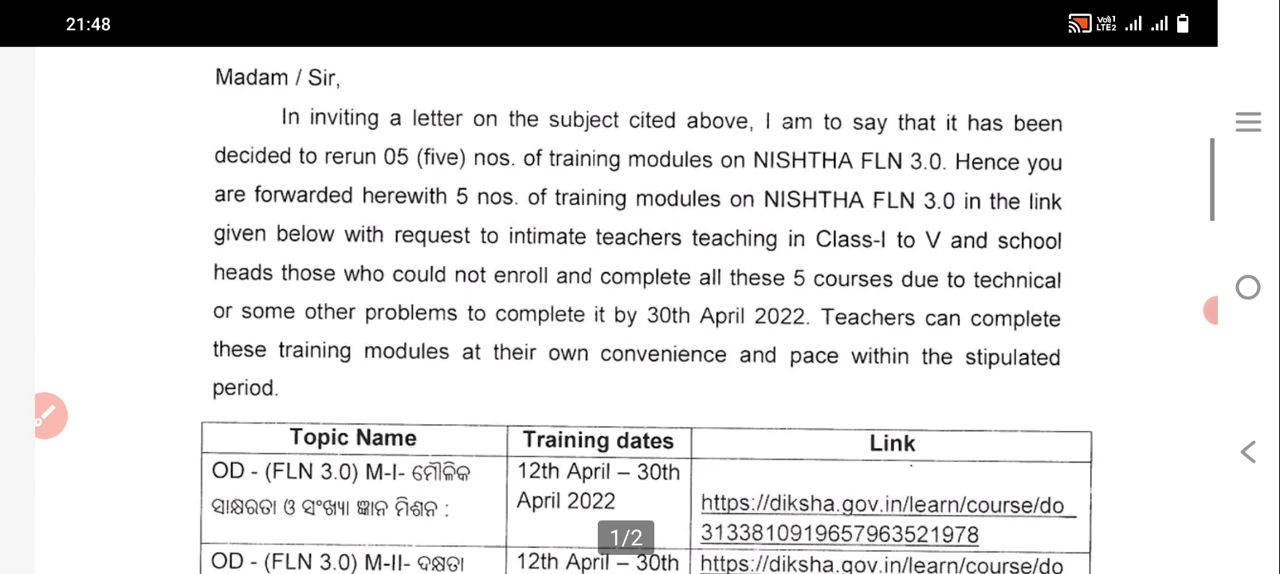 21:48
Vo) 1
LTE2
Madam / Sir,
In inviting a letter on the subject cited above, I am to say that it has been
decided to rerun 05 (five) nos. of training modules on NISHTHA FLN 3.0. Hence you
are forwarded herewith 5 nos. of training modules on NISHTHA FLN 3.0 in the link
given below with request to intimate teachers teaching in Class-I to V and school
heads those who could not enroll and complete all these 5 courses due to technical
or some other problems to complete it by 30th April 2022. Teachers can complete
these training modules at their own convenience and pace within the stipulated
period.
Topic Name Training dates Link
OD - (FLN 3.0) M-I- ମୌଳିକ
ସାକ୍ଷରତା ଓ ସଂଖ୍ୟା ଜ୍ଞାନ ମିଶନ :
12th April – 30th
April 2022
https://diksha.gov.in/learn/course/do_
31338109196579635​21978
1/2
OD - (FLN 3.0) M-II- ଦକ୍ଷତା
12th April – 30th
https://diksha.gov.in/learn/course/do